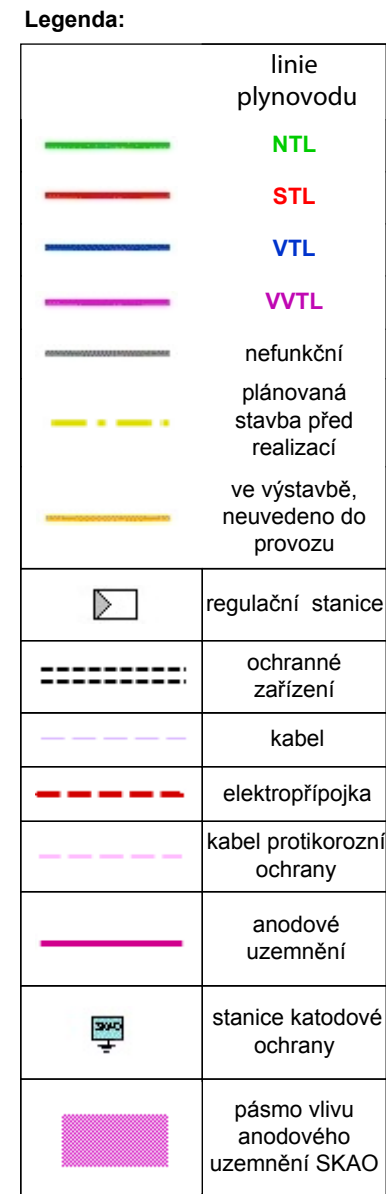 Legenda:
linie
plynovodu
NTL
STL
VTL
VVTL
nefunkční
plánovaná
stavba před
realizací
ve výstavbě,
neuvedeno do
provozu
regulační stanice
ochranné
zařízení
kabel
elektropřípojka
kabel protikorozní
ochrany
anodové
uzemnění
SKAO
stanice katodové
ochrany
pásmo vlivu
anodového
uzemnění SKAO